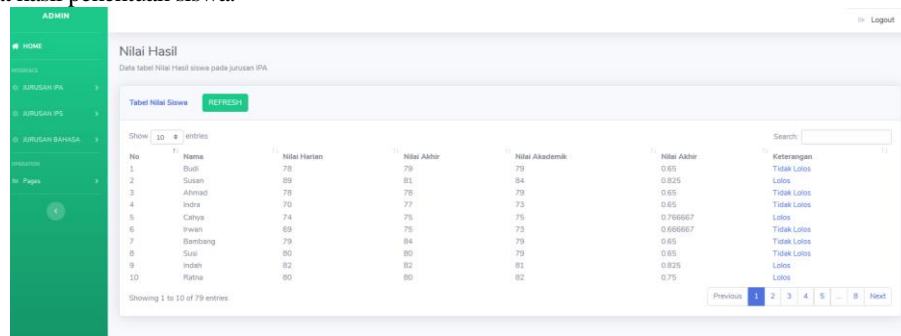 hasil penentuan siswa.
ADMIN
Logout
HOME
Nilai Hasil
Data tabel Nilai Hasil siswa pada jurusan IPA
INTERFACE
JURUSAN IPA
Tabel Nilai Siswa REFRESH
JURUSAN IPS
JURUSAN BAHASA
Show 10 entries Search:
OPERATION
Pages
No Nama Nilai Harian Nilai Akhir Nilai Akademik Nilai Akhir Keterangan
1 Budi 78 79 79 0.65 Tidak Lolos
2 Susan 89 81 84 0.825 Lolos
3 Ahmad 78 78 79 0.65 Tidak Lolos
4 Indra 70 77 73 0.65 Tidak Lolos
5 Cahya 74 75 75 0.766667 Lolos
6 Irwan 75 73 0.666667 Tidak Lolos
7 Bambang 79 84 79 0.65 Tidak Lolos
8 Susi 80 80 79 0.65 Tidak Lolos
9 Indah 82 82 81 0.825 Lolos
10 Ratna 80 80 82 0.75 Lolos
Showing 1 to 10 of 79 entries
Previous 1 2 3 4 5 ... 8 Next